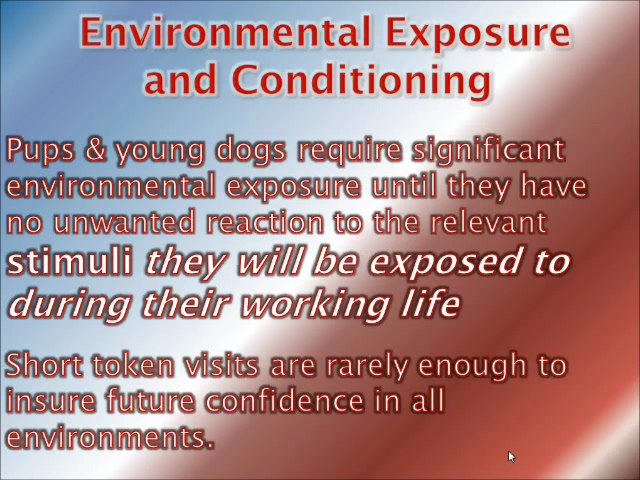 Environmental Exposure
and Conditioning
Pups & young dogs require significant
environmental exposure until they have
no unwanted reaction to the relevant
stimuli they will be exposed to
during their working life
Short token visits are rarely enough to
insure future confidence in all
environments.